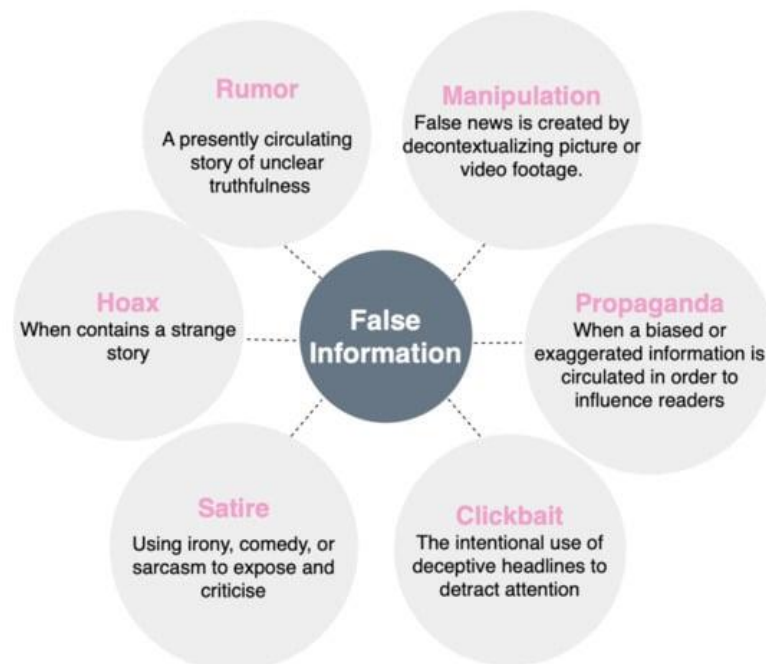 Rumor
A presently circulating
story of unclear
truthfulness
Manipulation
False news is created by
decontextualizing picture or
video footage.
Hoax
When contains a strange
story
False
Information
Propaganda
When a biased or
exaggerated information is
circulated in order to
influence readers
Satire
Using irony, comedy, or
sarcasm to expose and
criticise
Clickbait
The intentional use of
deceptive headlines to
detract attention